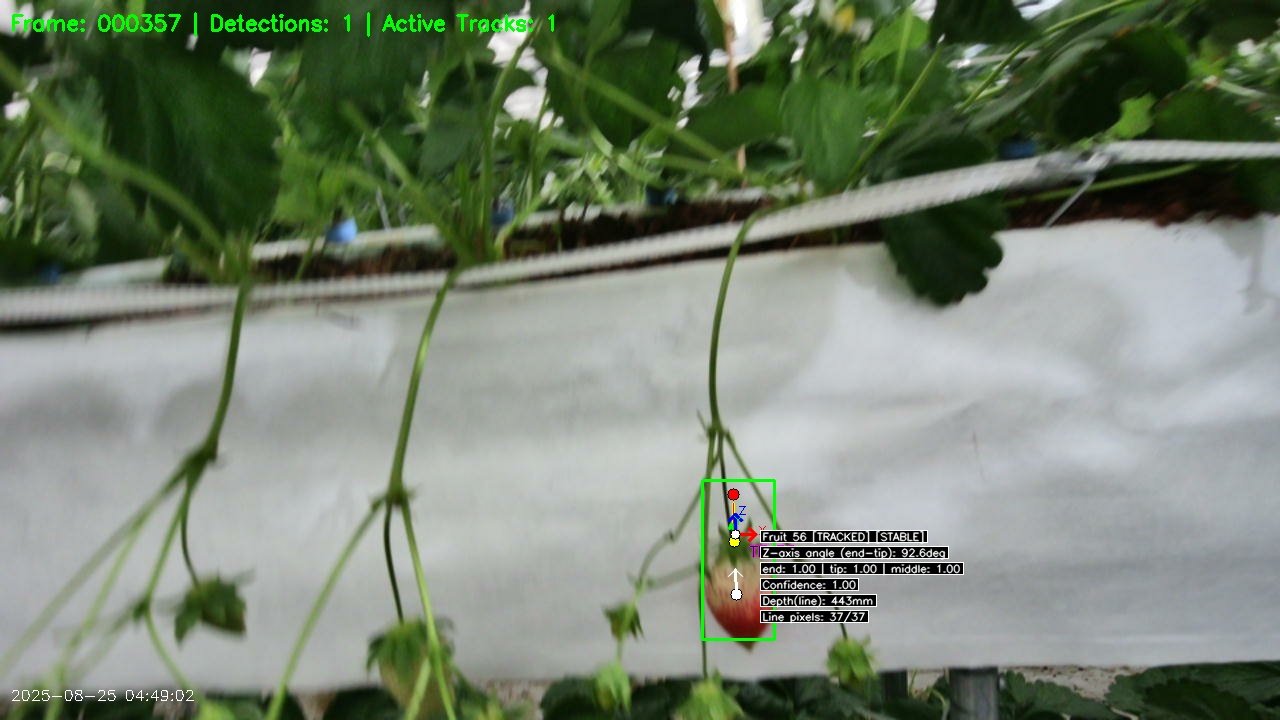 Frame: 000357 | Detections: 1 | Active Tracks: 1
Z
X
Fruit 56 [TRACKED] [STABLE]
Z-axis angle (end-tip): 92.6deg
end: 1.00 | tip: 1.00 | middle: 1.00
Confidence: 1.00
Depth(line): 443mm
Line pixels: 37/37
2025-08-25 04:49:02